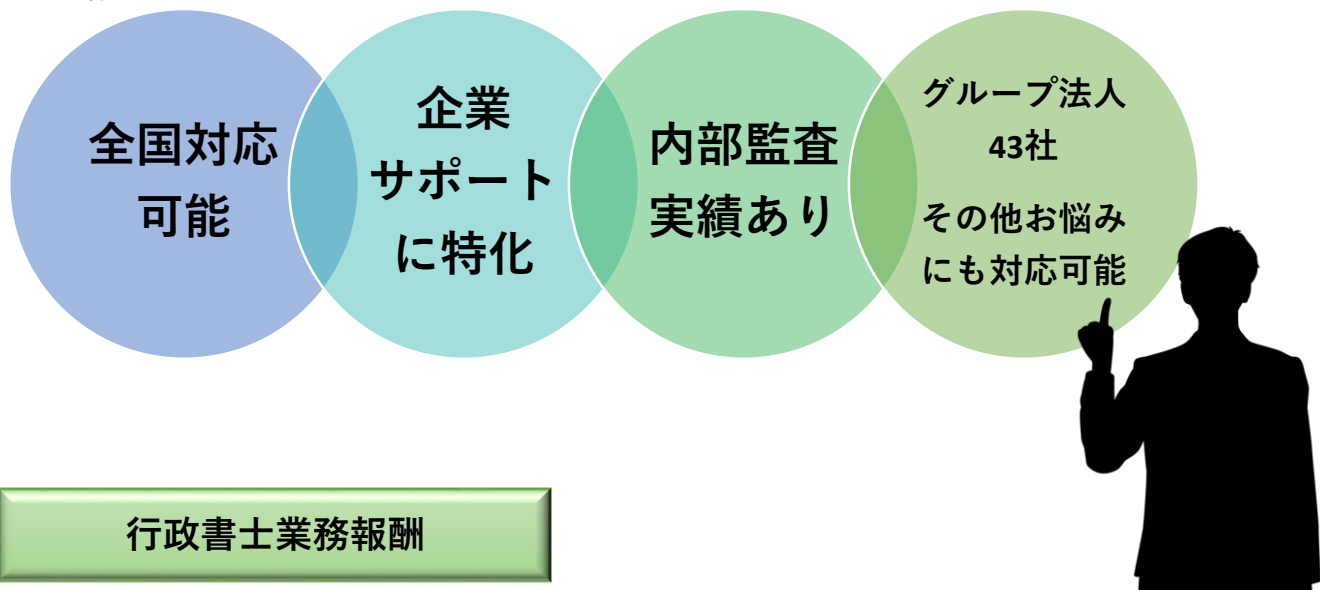 全国対応
可能
企業
サポート
に特化
内部監査
実績あり
グループ法人
43社
その他お悩み
にも対応可能
行政書士業務報酬